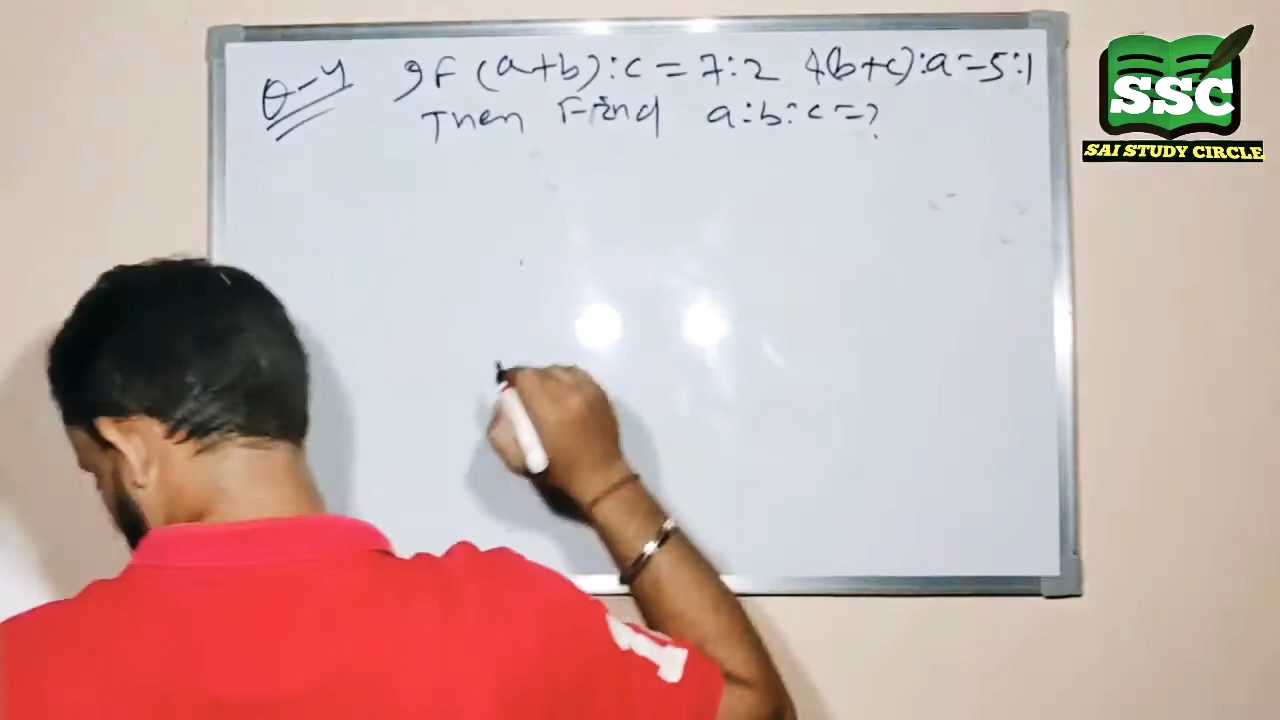 Q-4 If (a+b):c=7:2 &(b+c):a=5:1
Then Find a:b:c=?
SSC
SAI STUDY CIRCLE